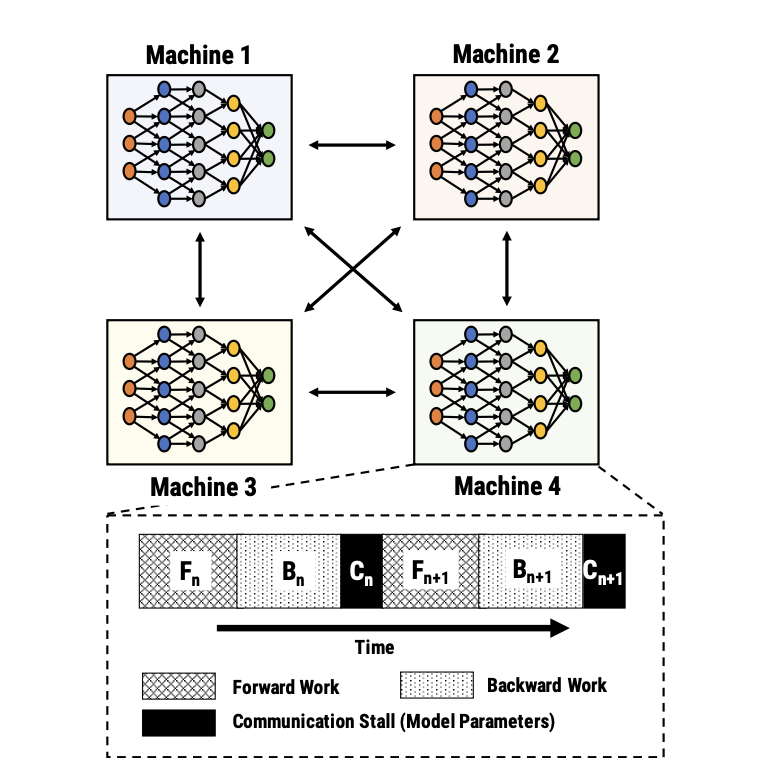 Machine 1
Machine 2
Machine 3
Machine 4
Fn Bn Cn Fn+1 Bn+1 Cn+1
Time
Forward Work
Backward Work
Communication Stall (Model Parameters)